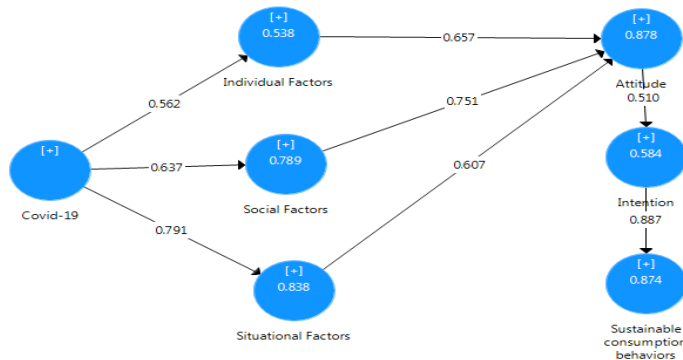 [+]
0.538
Individual Factors
0.657
[+]
0.878
Attitude
0.510
0.562
0.751
[+]
Covid-19
0.637
[+]
0.789
Social Factors
0.607
[+]
0.584
Intention
0.887
0.791
[+]
0.838
Situational Factors
[+]
0.874
Sustainable
consumption
behaviors